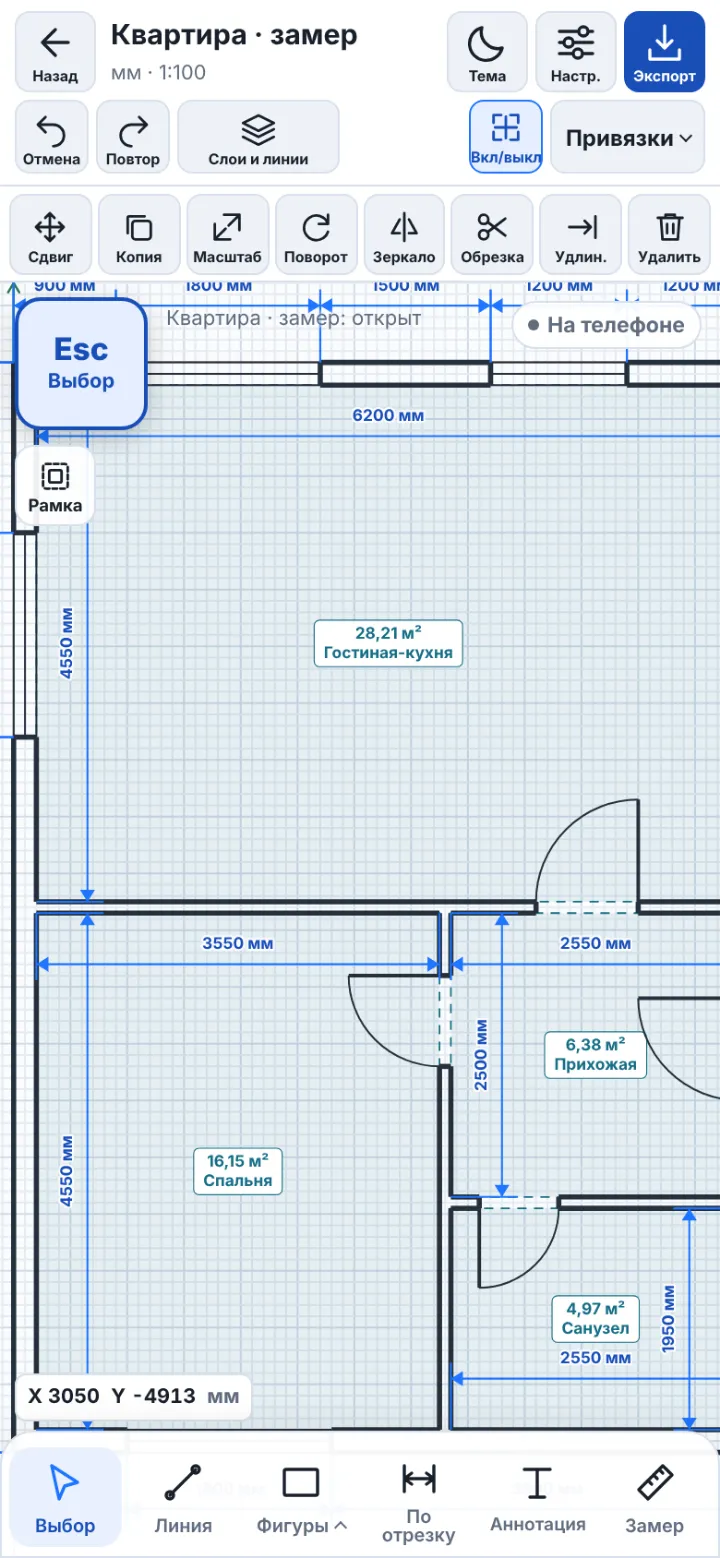 Квартира · замер
мм · 1:100
Назад
Тема
Настр.
Экспорт
Отмена
Повтор
Слои и линии
Вкл/выкл
Привязки
Сдвиг
Копия
Масштаб
Поворот
Зеркало
Обрезка
Удлин.
Удалить
900 мм
1800 мм
1500 мм
1200 мм
1200 мм
Квартира · замер: открыт
На телефоне
Esc
Выбор
6200 мм
Рамка
4550 мм
28,21 м²
Гостиная-кухня
3550 мм
2550 мм
2500 мм
6,38 м²
Прихожая
4550 мм
16,15 м²
Спальня
4,97 м²
Санузел
1950 мм
2550 мм
X 3050 Y -4913 мм
Выбор
Линия
Фигуры
По
отрезку
Аннотация
Замер